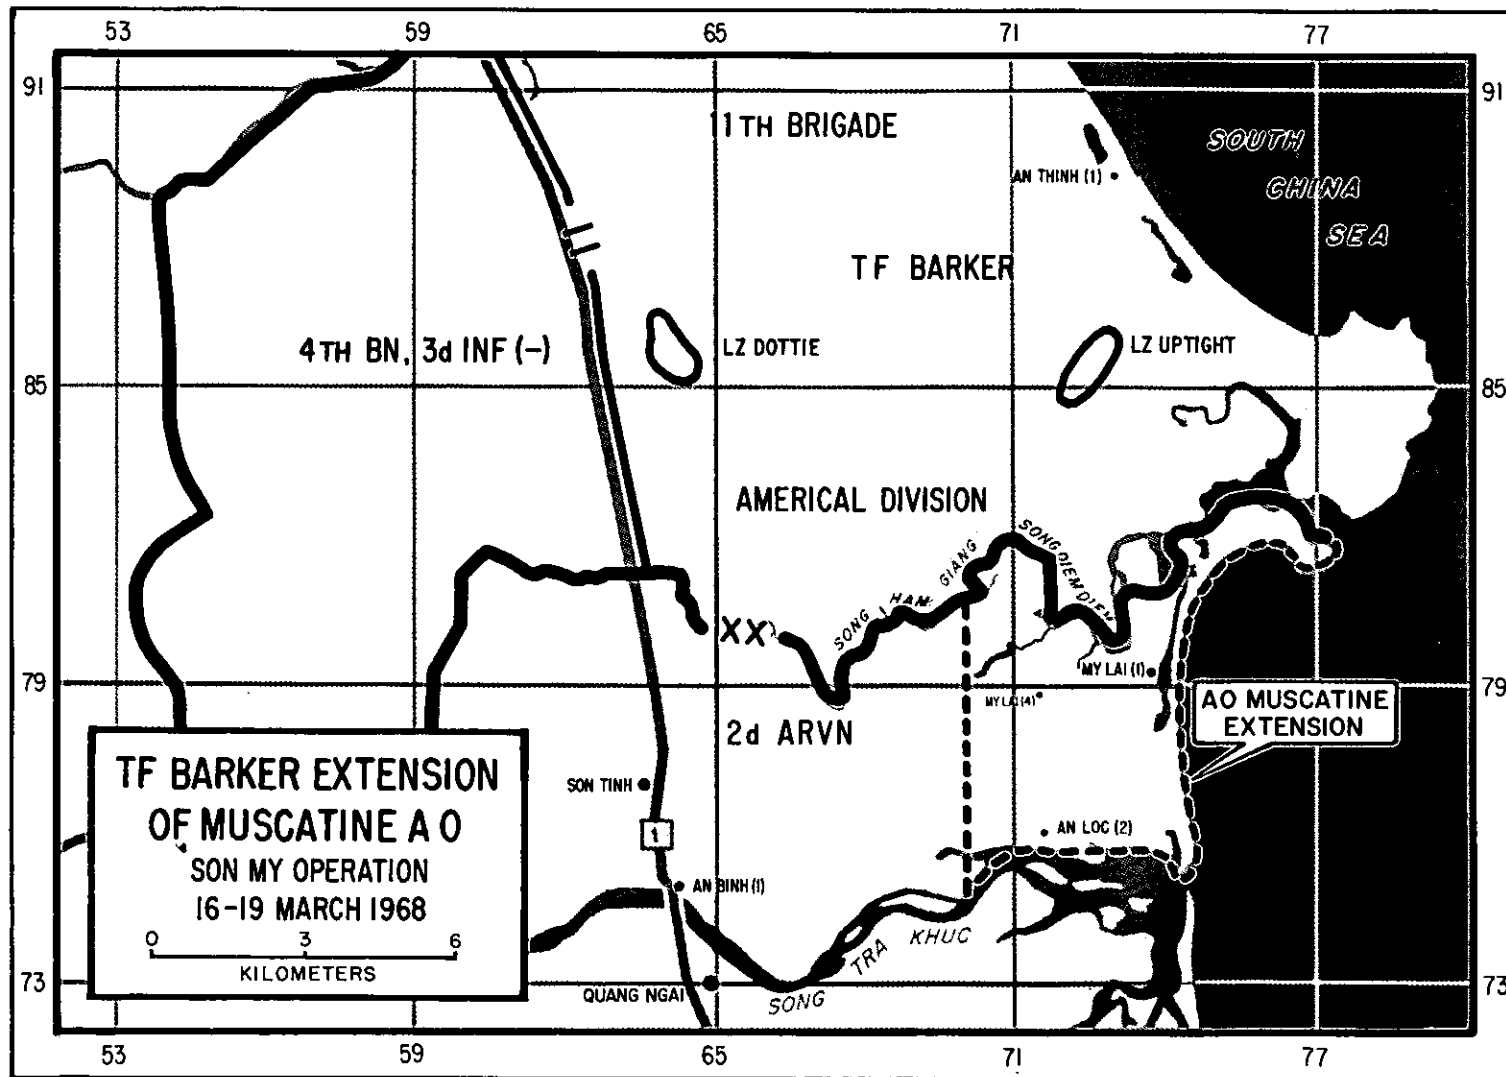 53 59 65 71 77
91 91
11TH BRIGADE
SOUTH
CHINA
SEA
AN THINH (1)
TF BARKER
4TH BN, 3d INF (-)
LZ DOTTIE
LZ UPTIGHT
85 85
AMERICAL DIVISION
SONG HAM GIANG
SONG DIEM DIEM
XX
MY LAI (1)
79 79
MY LAI (4)
AO MUSCATINE
EXTENSION
2d ARVN
TF BARKER EXTENSION
OF MUSCATINE AO
SON MY OPERATION
16-19 MARCH 1968
0 3 6
KILOMETERS
SON TINH
1
AN LOC (2)
AN BINH (1)
SONG TRA KHUC
QUANG NGAI
73 73
53 59 65 71 77